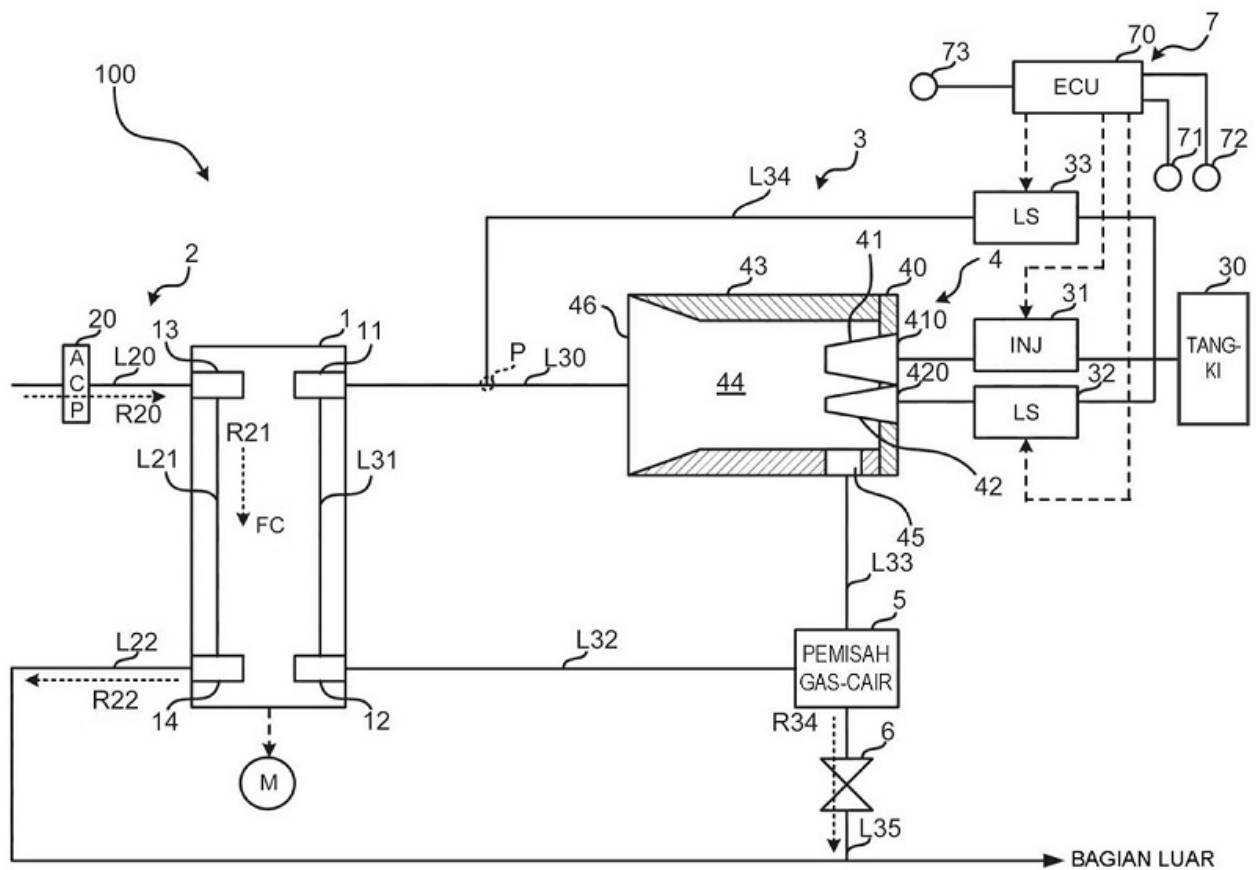 7
70
73
ECU
100
71
72
3
33
L34
LS
2
41
4
30
43
40
46
31
20
13
1
11
410
A
C
P
L20
P
L30
INJ
TANG-
KI
44
420
32
R20
LS
R21
L21
L31
42
FC
45
L33
5
L22
L32
PEMISAH
GAS-CAIR
R22
14
12
R34
6
M
L35
BAGIAN LUAR